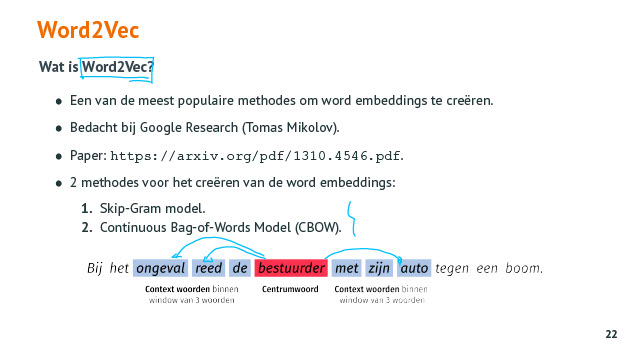 Word2Vec
Wat is Word2Vec?
• Een van de meest populaire methodes om word embeddings te creëren.
• Bedacht bij Google Research (Tomas Mikolov).
• Paper: https://arxiv.org/pdf/1310.4546.pdf.
• 2 methodes voor het creëren van de word embeddings:
1. Skip-Gram model.
2. Continuous Bag-of-Words Model (CBOW).
Bij het ongeval reed de bestuurder met zijn auto tegen een boom.
Context woorden binnen Centrumwoord Context woorden binnen
window van 3 woorden window van 3 woorden
22